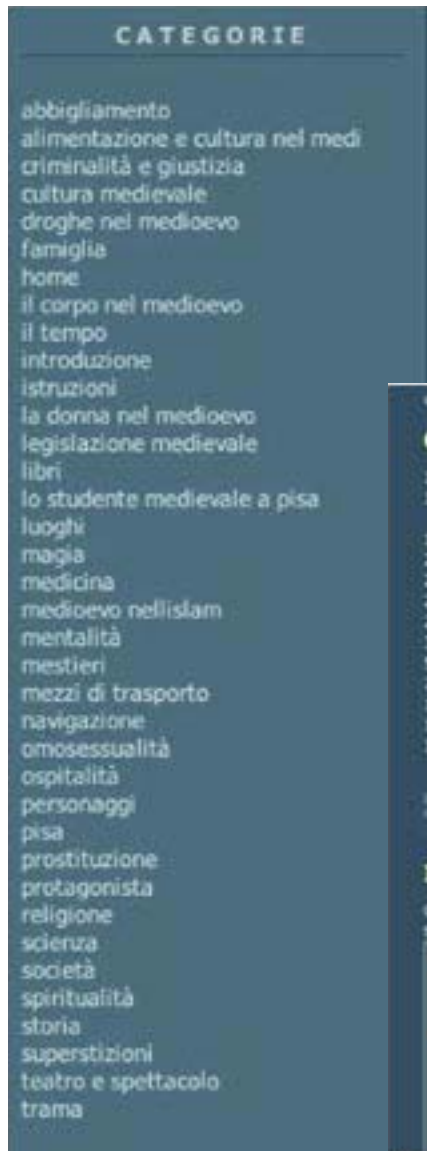 CATEGORIE
abbigliamento
alimentazione e cultura nel medi
criminalità e giustizia
cultura medievale
droghe nel medioevo
famiglia
home
il corpo nel medioevo
il tempo
introduzione
istruzioni
la donna nel medioevo
legislazione medievale
libri
lo studente medievale a pisa
luoghi
magia
medicina
medioevo nellislam
mentalità
mestieri
mezzi di trasporto
navigazione
omosessualità
ospitalità
personaggi
pisa
prostituzione
protagonista
religione
scienza
società
spiritualità
storia
superstizioni
teatro e spettacolo
trama